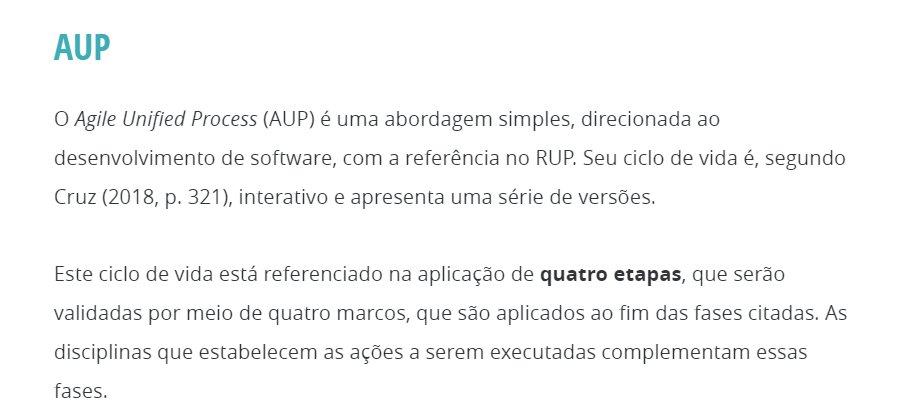 AUP
O Agile Unified Process (AUP) é uma abordagem simples, direcionada ao
desenvolvimento de software, com a referência no RUP. Seu ciclo de vida é, segundo
Cruz (2018, p. 321), interativo e apresenta uma série de versões.
Este ciclo de vida está referenciado na aplicação de quatro etapas, que serão
validadas por meio de quatro marcos, que são aplicados ao fim das fases citadas. As
disciplinas que estabelecem as ações a serem executadas complementam essas
fases.